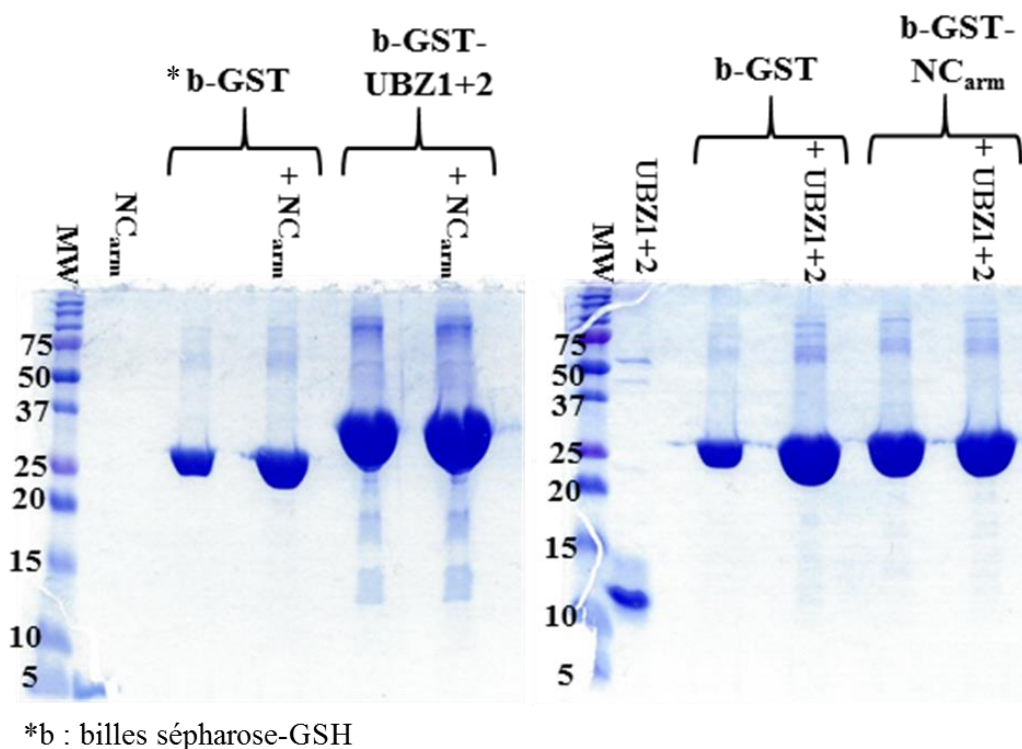 * b-GST
b-GST-
UBZ1+2
MW
NCarm
+ NCarm
+ NCarm
75
50
37
25
20
15
10
5
b-GST
b-GST-
NCarm
MW
UBZ1+2
+ UBZ1+2
+ UBZ1+2
75
50
37
25
20
15
10
5
*b : billes sépharose-GSH